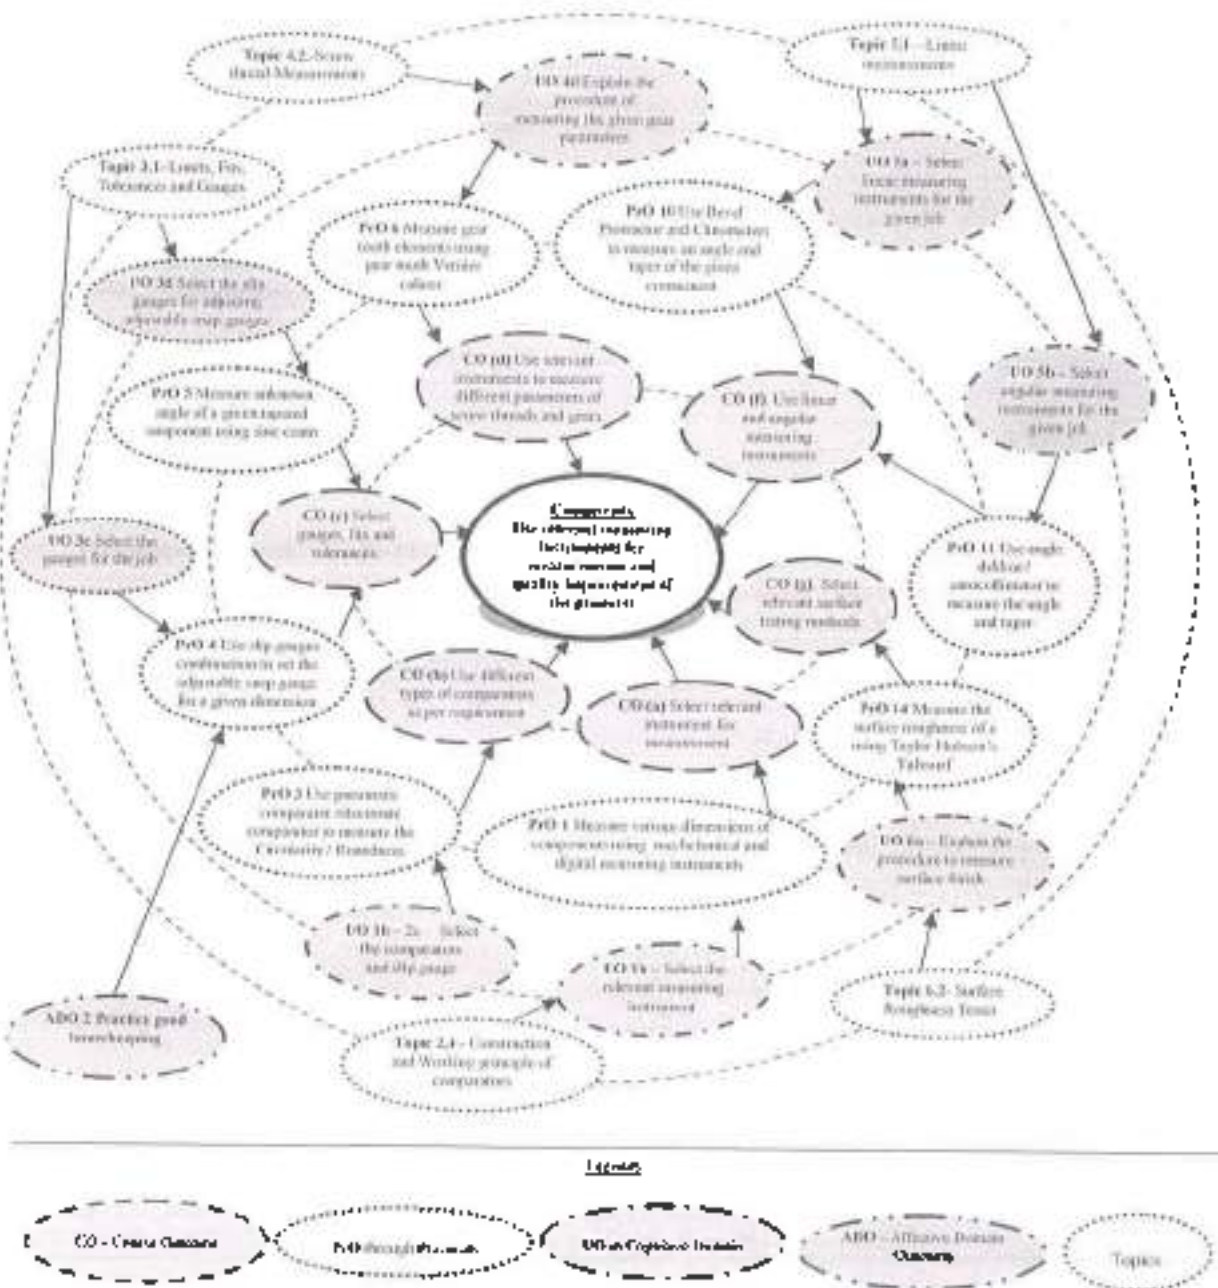 Topic 4.2.-Screw
thread Measurements
Topic 5.1 – Linear
measurements
UO 4d Explain the
procedure of
measuring the given gear
parameters
Topic 3.1- Limits, Fits,
Tolerances and Gauges
UO 5a – Select
linear measuring
instruments for the
given job
PrO 6 Measure gear
tooth elements using
gear tooth Vernier
PrO 10 Use Bevel
Protractor and Clinometers
to measure an angle and
taper of the given
component
UO 3d Select the slip
gauges for adjusting
adjustable snap gauges
CO (d) Use relevant
instruments to measure
different parameters of
screw threads and gears
UO 5b – Select
angular measuring
instruments for the
given job
PrO 5 Measure unknown
angle of a given tapered
component using sine
CO (f). Use linear
and angular
measuring
instruments
CO (c) Select
gauges, fits and
tolerances
UO 3c Select the
gauges for the job
PrO 11 Use angle
autocollimator to
measure the angle
and taper
CO (g). Select
relevant surface
testing methods
PrO 4 Use slip gauges
combination to set the
adjustable snap gauge
for a given dimension
CO (b) Use different
types of comparators
as per requirement
CO (a) Select relevant
instrument for
measurement
PrO 14 Measure the
surface roughness of a
using Taylor Hobson's
Talysurf
PrO 3 Use pneumatic
comparator
comparator to measure the
/ Roundness
PrO 1 Measure various dimensions of
components using mechanical and
digital measuring instruments
UO 6a – Explain the
procedure to measure
surface finish
– 2c Select
the comparators
and slip gauge
– Select the
relevant measuring
instrument
Topic 6.2- Surface
Roughness
ADO 2 Practice good
housekeeping
Topic 2.4 – Construction
and Working principle of
comparators
Legends
CO – Course Outcome
PrO through Practicals
UO in Cognitive Domain
ADO – Affective Domain
Outcome
Topics